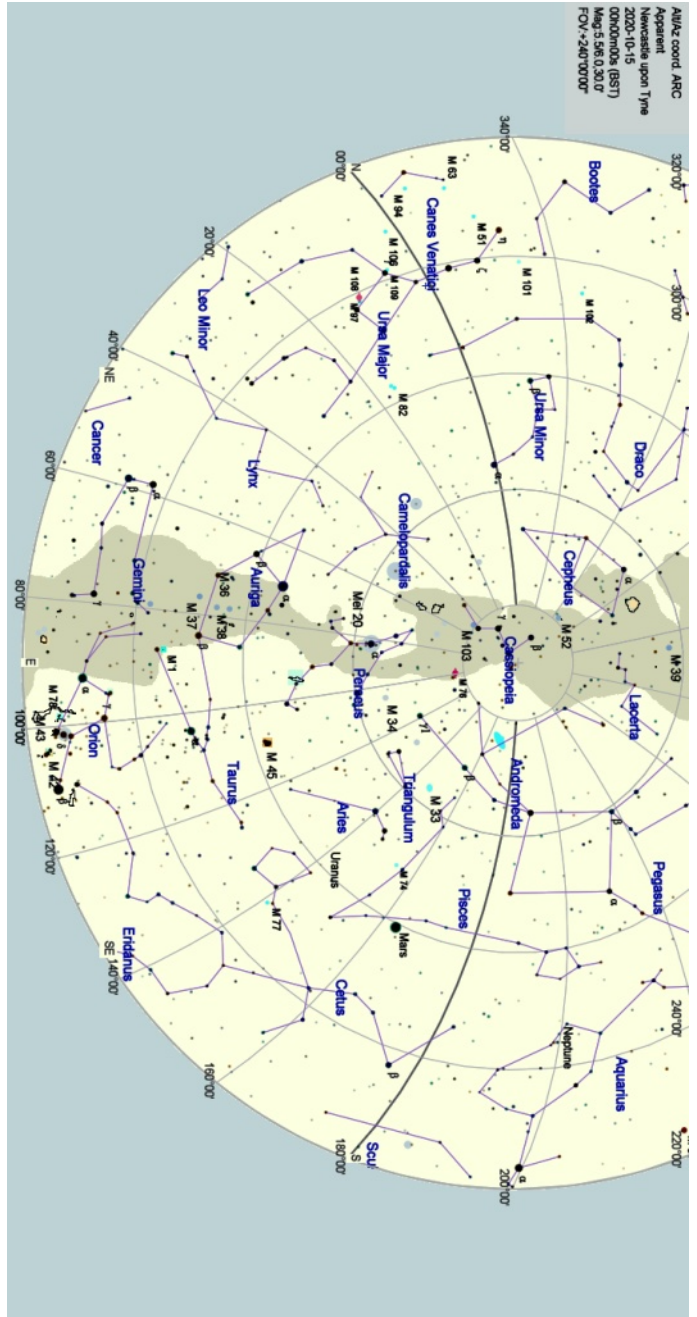 Alt/Az coord. ARC
Apparent
Newcastle upon Tyne
2020-10-15
00h00m00s (BST)
Mag:5.5/6.0,30.0'
FOV:+240°00'00"
320°00'
340°00'
Bootes
M 63
N
00°00'
M 94
Canes Venatici
M 51
η
300°00'
20°00'
M 106
γ
M 109
ζ
M 101
M 108
M 97
M 102
Leo Minor
Ursa Major
40°00'
NE
M 82
β
Ursa Minor
Draco
Cancer
Lynx
α
60°00'
β
α
Camelopardalis
Cepheus
α
Gemini
γ
β
Auriga
α
M 36
M 38
M 37
β
Mel 20
α
γ
M 103
Cassiopeia
β
M 52
M 39
80°00'
E
M 1
Perseus
M 76
Lacerta
α
M 78
M 43
Orion
δ
M 42
β
100°00'
α
Taurus
M 45
M 34
γ1
β
Andromeda
β
Triangulum
M 33
Aries
120°00'
Uranus
M 74
Pisces
Pegasus
α
M 77
Mars
Eridanus
SE
140°00'
Cetus
β
240°00'
Neptune
Aquarius
160°00'
Scu
S
180°00'
α
200°00'
220°00'